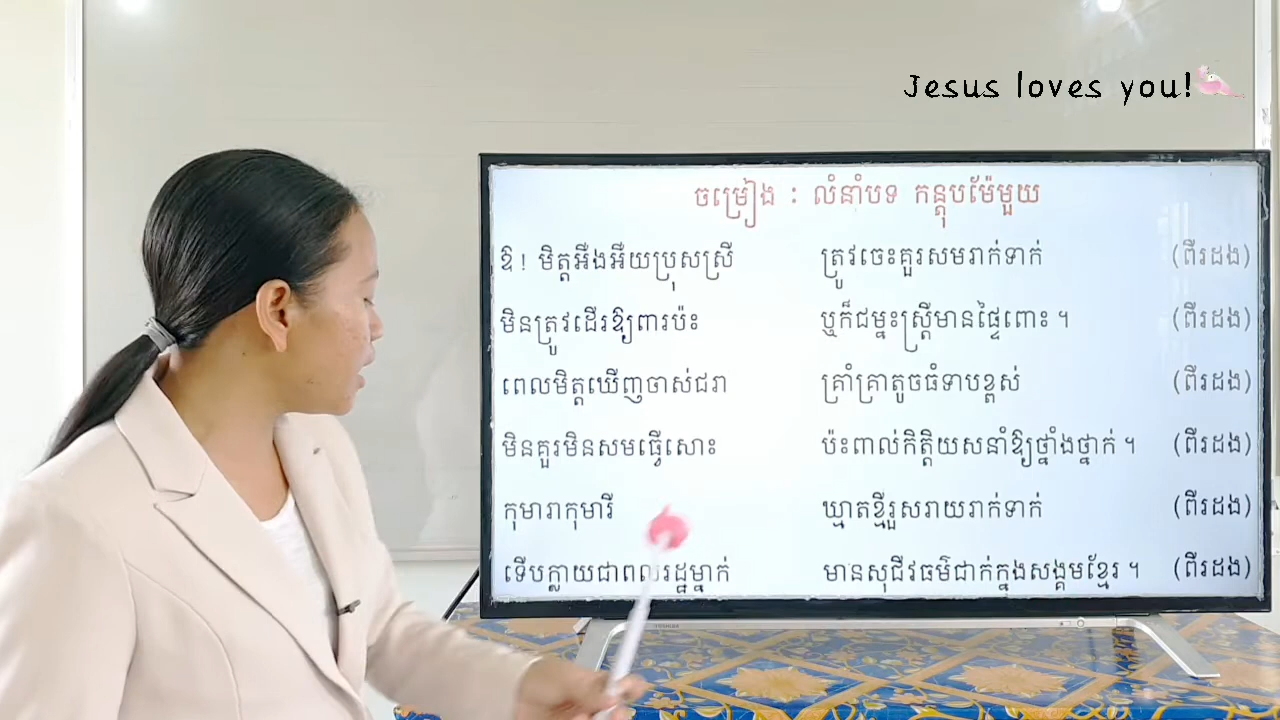 Jesus loves you!
ចម្រៀង ៖ លំនាំបទ កន្តុបម៉ែមួយ
ឱ! មិត្តអឺងអឺយប្រុសស្រី ត្រូវចេះគួរសមរាក់ទាក់ (ពីរដង)
មិនត្រូវដើរឱ្យពារប៉ះ ឬក៏ជម្នះស្ត្រីមានផ្ទៃពោះ ។ (ពីរដង)
ពេលមិត្តឃើញចាស់ជរា គ្រាំគ្រាតូចធំទាបខ្ពស់ (ពីរដង)
មិនគួរមិនសមធ្វើសោះ ប៉ះពាល់កិត្តិយសនាំឱ្យថ្នាំងថ្នាក់ ។ (ពីរដង)
កុមារាកុមារី ឃ្មាតខ្មីរួសរាយរាក់ទាក់ (ពីរដង)
ទើបក្លាយជាពលរដ្ឋម្នាក់ មានសុជីវធម៌ជាក់ក្នុងសង្គមខ្មែរ ។ (ពីរដង)